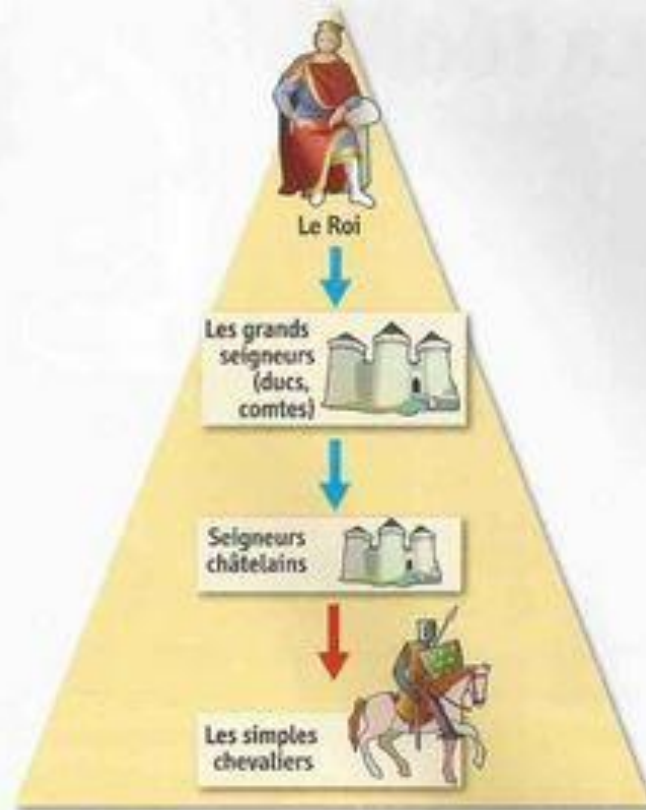 Le Roi
Les grands
seigneurs
(ducs,
comtes)
Seigneurs
châtelains
Les simples
chevaliers